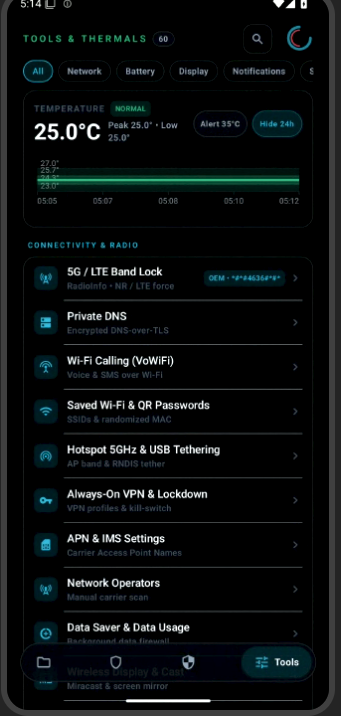 5:14
TOOLS & THERMALS 60
All Network Battery Display Notifications S
TEMPERATURE NORMAL
25.0°C Peak 25.0° • Low
25.0°
Alert 35°C Hide 24h
27.0°
25.7°
24.3°
23.0°
05:05 05:07 05:08 05:10 05:12
CONNECTIVITY & RADIO
5G / LTE Band Lock
RadioInfo • NR / LTE force
OEM • *#*#4636#*#*
Private DNS
Encrypted DNS-over-TLS
Wi-Fi Calling (VoWiFi)
Voice & SMS over Wi-Fi
Saved Wi-Fi & QR Passwords
SSIDs & randomized MAC
Hotspot 5GHz & USB Tethering
AP band & RNDIS tether
Always-On VPN & Lockdown
VPN profiles & kill-switch
APN & IMS Settings
Carrier Access Point Names
Network Operators
Manual carrier scan
Data Saver & Data Usage
Background data firewall
Wireless Display & Cast
Miracast & screen mirror
Tools